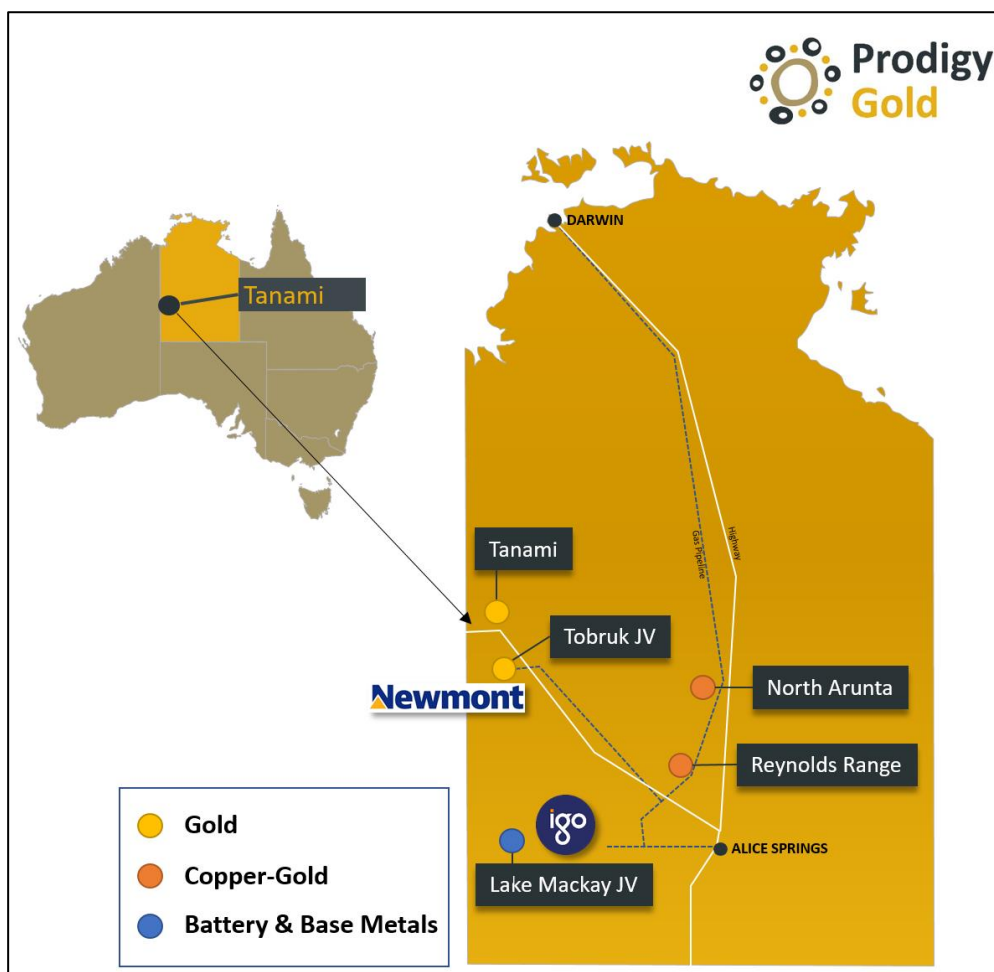 Prodigy
Gold
DARWIN
Tanami
Highway
Gas Pipeline
Tanami
Tobruk JV
Newmont
North Arunta
Reynolds Range
igo
ALICE SPRINGS
Lake Mackay JV
Gold
Copper-Gold
Battery & Base Metals